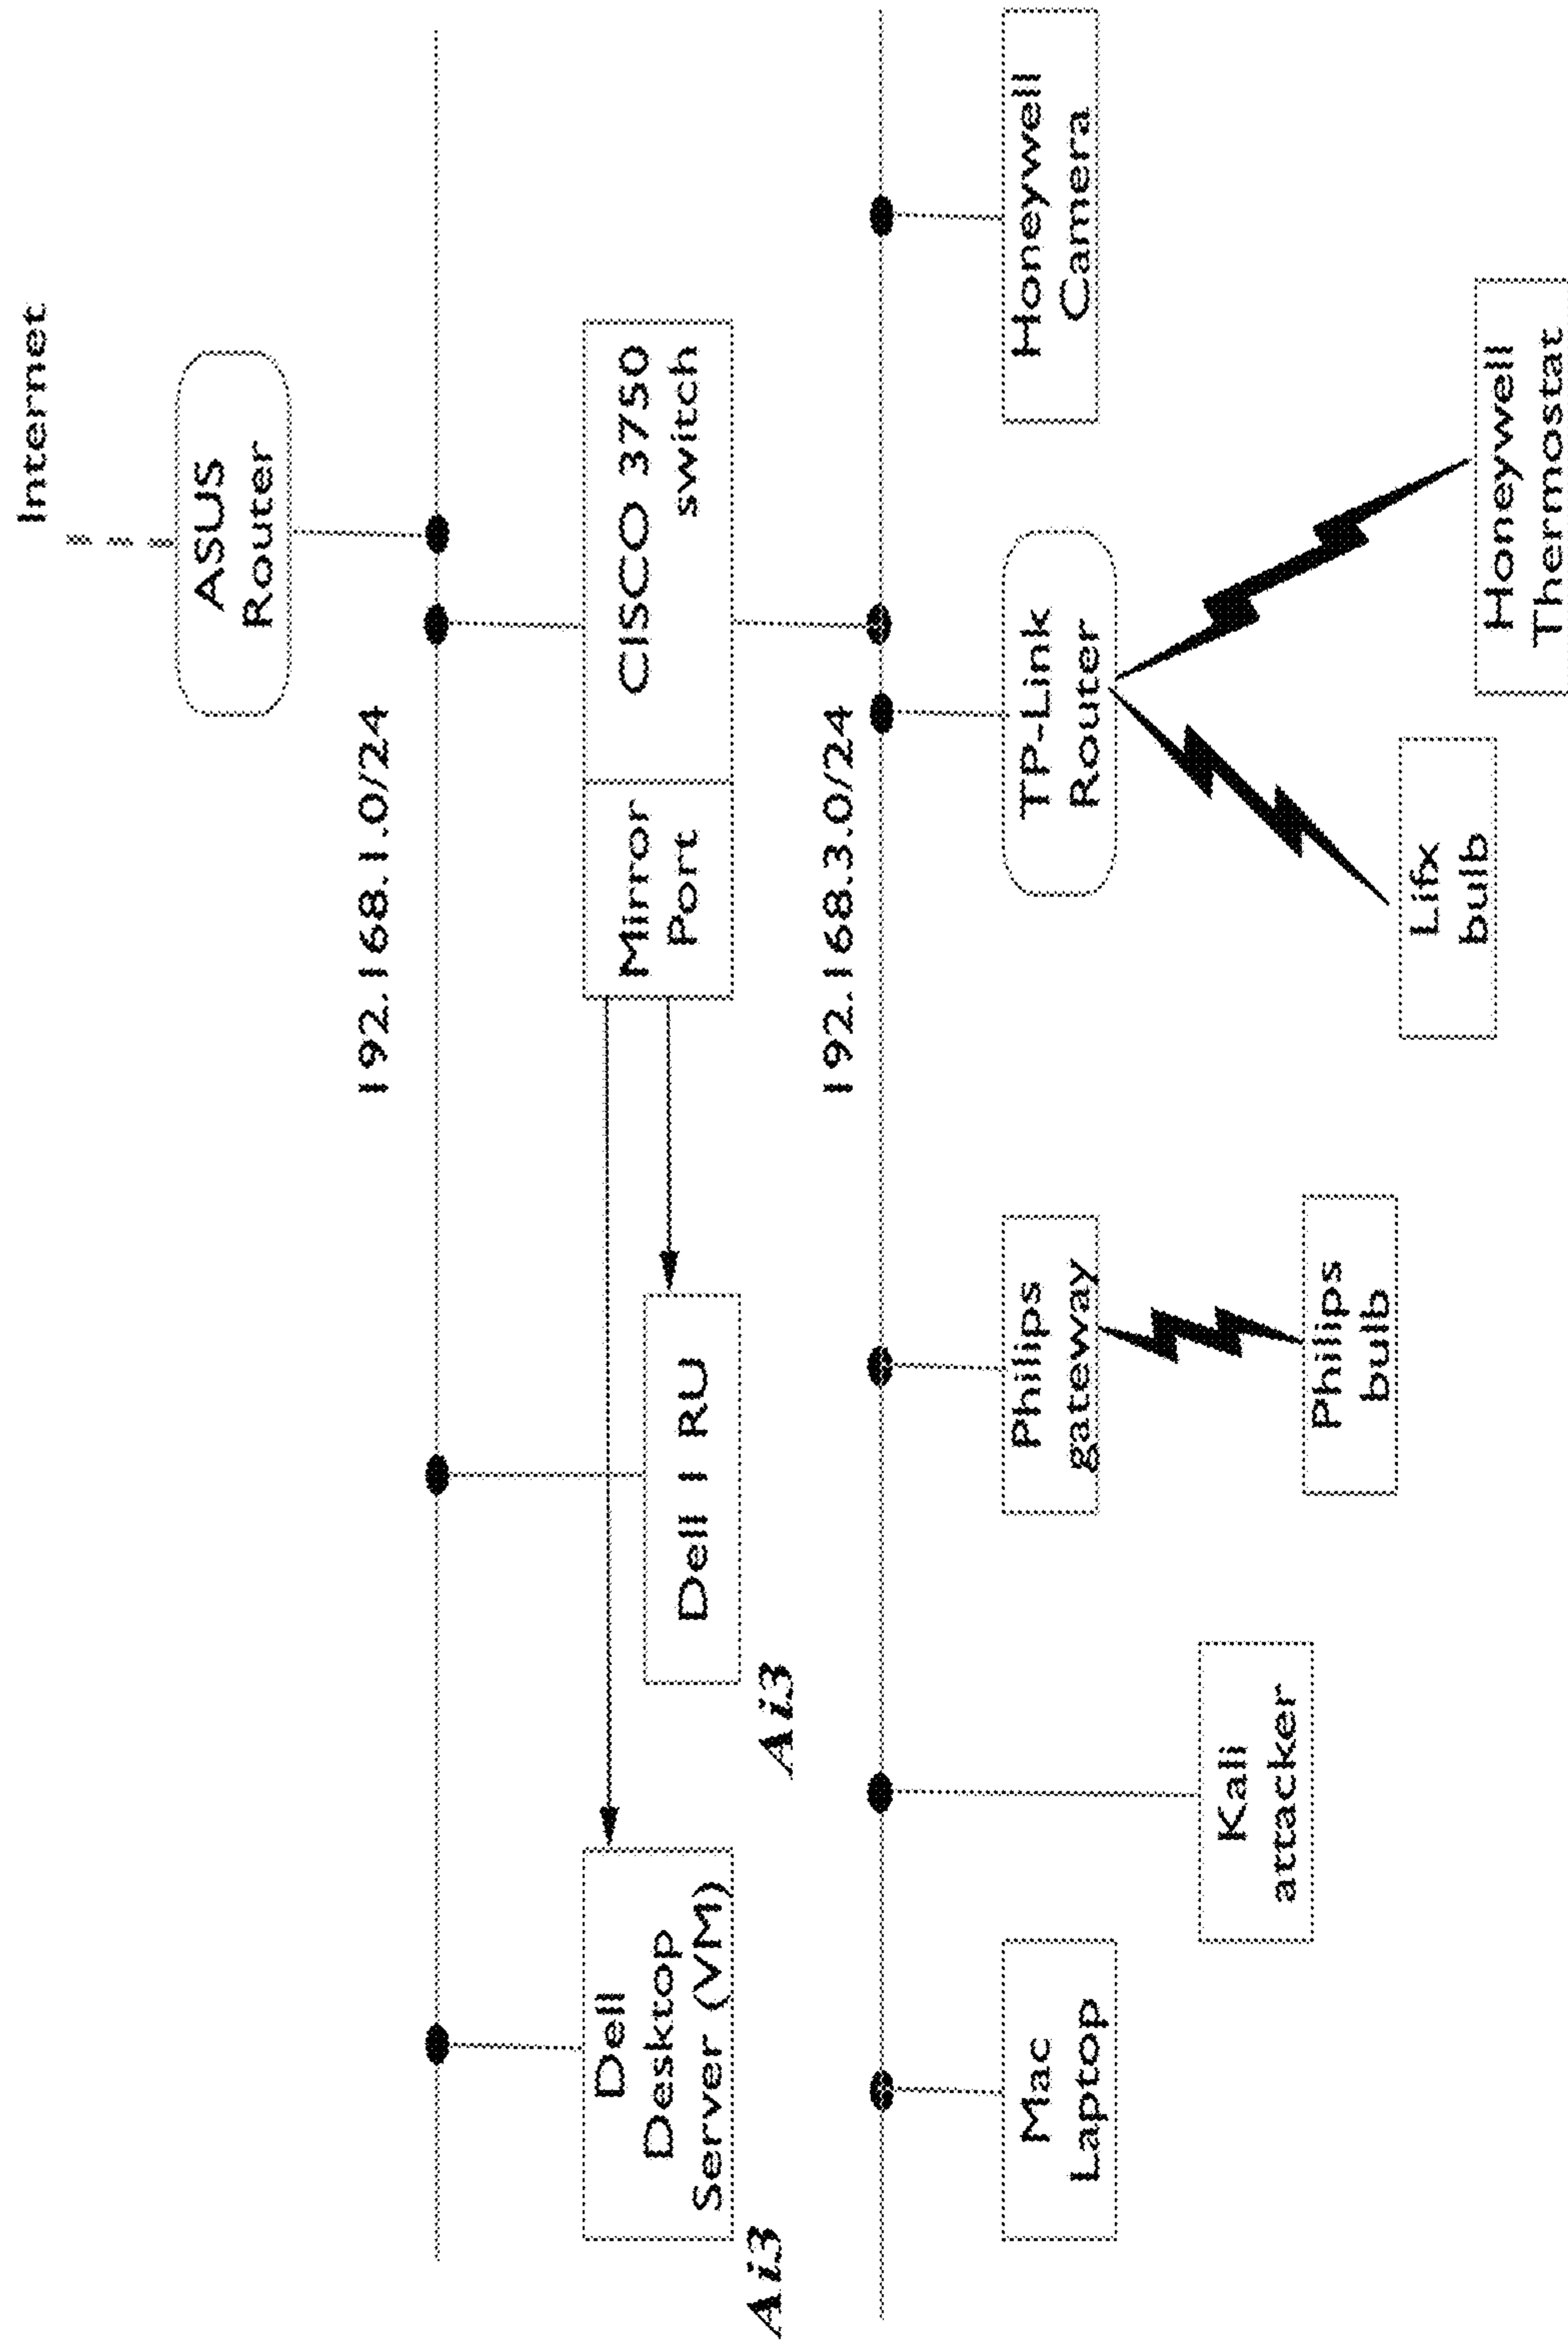 Internet
ASUS
Router
192.168.1.0/24
Dell
Desktop
Server (VM)
Ai3
Dell 1 RU
Ai3
Mirror
Port
CISCO 3750
switch
192.168.3.0/24
Mac
Laptop
Kali
attacker
Philips
gateway
Philips
bulb
TP-Link
Router
Lifx
bulb
Honeywell
Thermostat
Honeywell
Camera